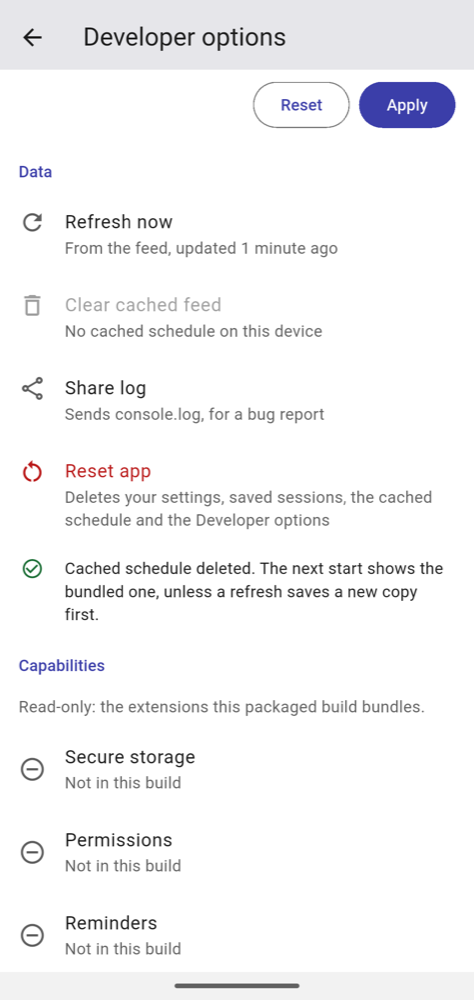 Developer options
Reset
Apply
Data
Refresh now
From the feed, updated 1 minute ago
Clear cached feed
No cached schedule on this device
Share log
Sends console.log, for a bug report
Reset app
Deletes your settings, saved sessions, the cached
schedule and the Developer options
Cached schedule deleted. The next start shows the
bundled one, unless a refresh saves a new copy
first.
Capabilities
Read-only: the extensions this packaged build bundles.
Secure storage
Not in this build
Permissions
Not in this build
Reminders
Not in this build